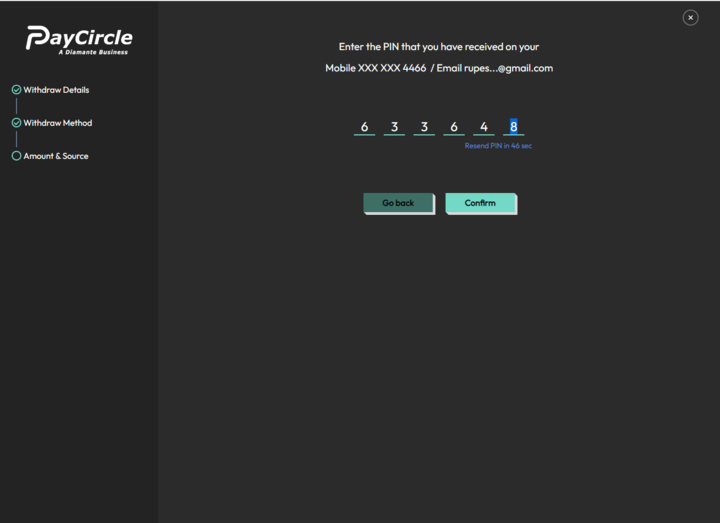 PayCircle
A Diamante Business
Withdraw Details
Withdraw Method
Amount & Source
Enter the PIN that you have received on your
Mobile XXX XXX 4466 / Email rupes...@gmail.com
6 3 3 6 4 8
Resend PIN in 46 sec
Go back
Confirm